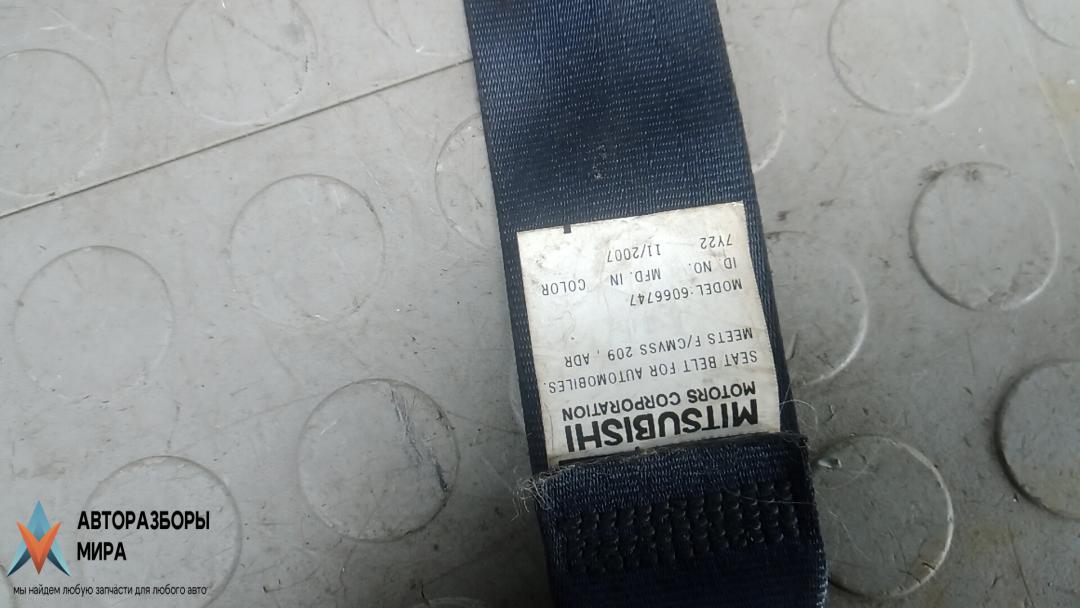 MITSUBISHI
MOTORS CORPORATION
SEAT BELT FOR AUTOMOBILES.
MEETS F/CMVSS 209 , ADR
MODEL:6066747
ID. NO. MFD. IN COLOR
7Y22 11/2007
АВТОРАЗБОРЫ
МИРА
мы найдем любую запчасти для любого авто